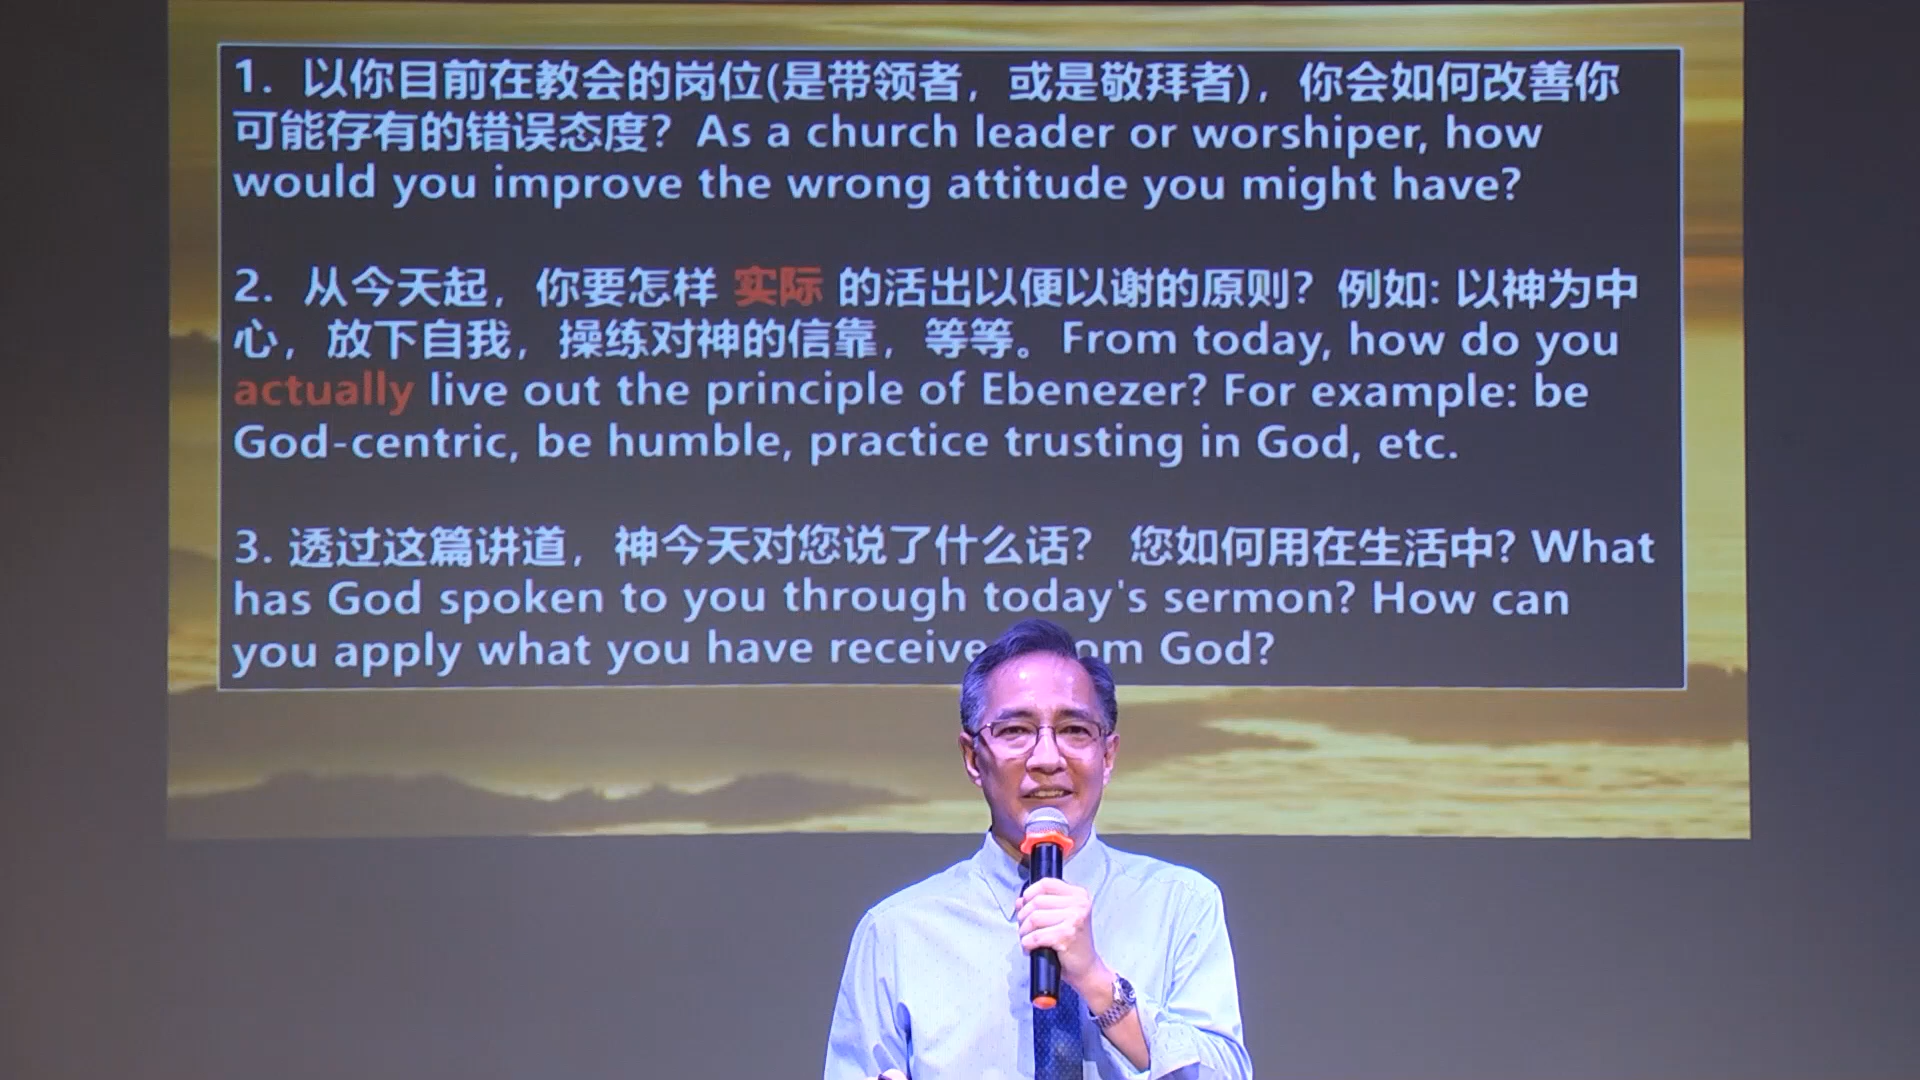 1. 以你目前在教会的岗位(是带领者，或是敬拜者)，你会如何改善你
可能存有的错误态度？As a church leader or worshiper, how
would you improve the wrong attitude you might have?
2. 从今天起，你要怎样 实际 的活出以便以谢的原则？例如: 以神为中
心，放下自我，操练对神的信靠，等等。From today, how do you
actually live out the principle of Ebenezer? For example: be
God-centric, be humble, practice trusting in God, etc.
3. 透过这篇讲道，神今天对您说了什么话？ 您如何用在生活中? What
has God spoken to you through today's sermon? How can
you apply what you have God?